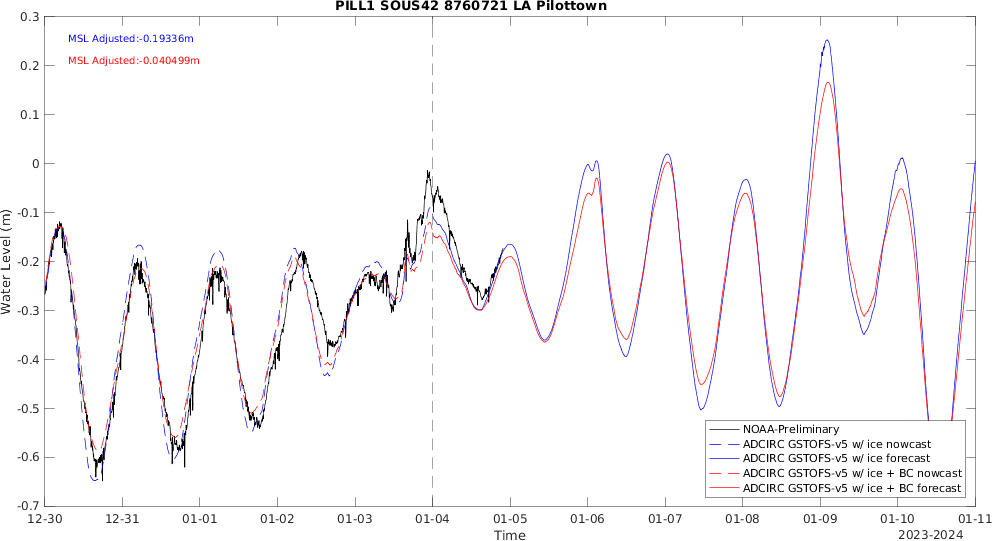 PILL1 SOUS42 8760721 LA Pilottown
MSL Adjusted:-0.19336m
MSL Adjusted:-0.040499m
0.3
0.2
0.1
0
-0.1
-0.2
-0.3
-0.4
-0.5
-0.6
-0.7
Water Level (m)
NOAA-Preliminary
ADCIRC GSTOFS-v5 w/ ice nowcast
ADCIRC GSTOFS-v5 w/ ice forecast
ADCIRC GSTOFS-v5 w/ ice + BC nowcast
ADCIRC GSTOFS-v5 w/ ice + BC forecast
12-30 12-31 01-01 01-02 01-03 01-04 01-05 01-06 01-07 01-08 01-09 01-10 01-11
Time
2023-2024